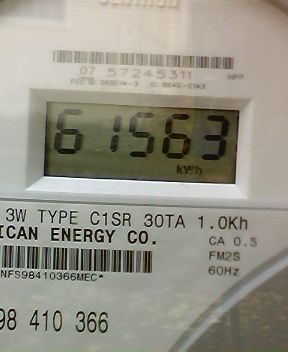 07 57245311 HPP
61563
kWh
3W TYPE C1SR 30TA 1.0Kh
ICAN ENERGY CO.
CA 0.5
FM2S
60Hz
NFS98410366MEC*
98 410 366